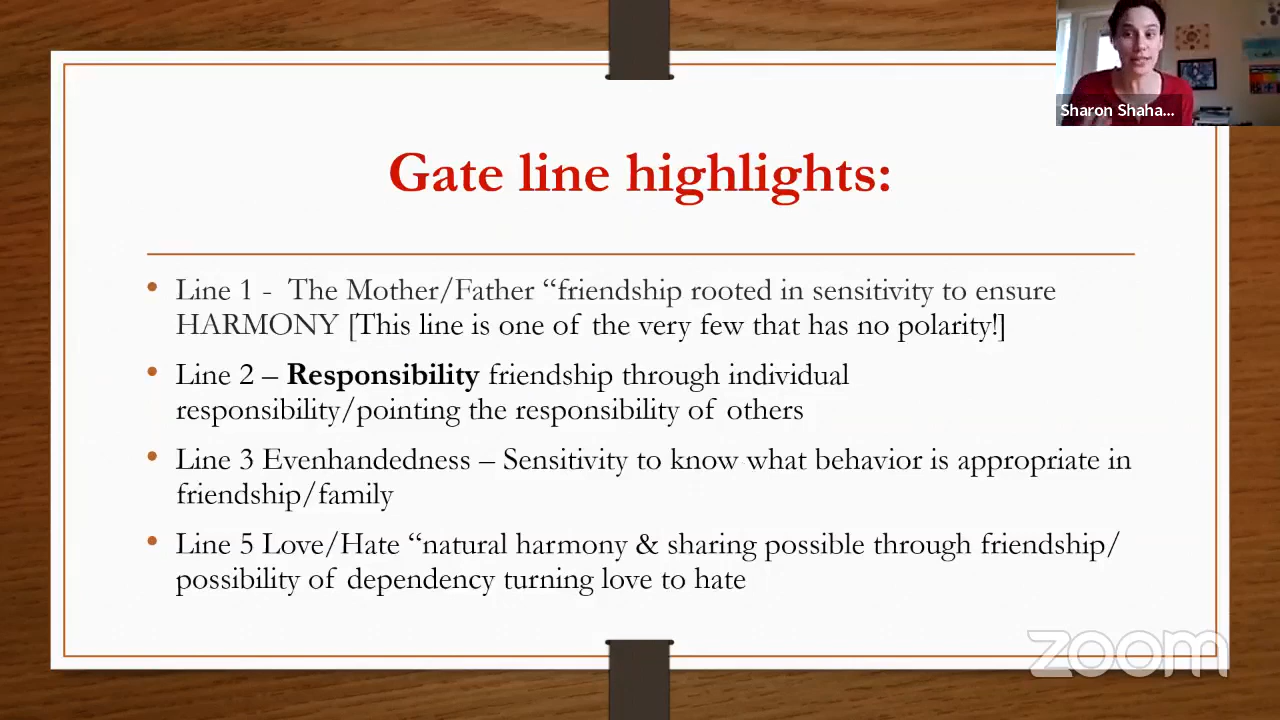 Sharon Shaha...
Gate line highlights:
• Line 1 -  The Mother/Father “friendship rooted in sensitivity to ensure
HARMONY [This line is one of the very few that has no polarity!]
• Line 2 – Responsibility friendship through individual
responsibility/pointing the responsibility of others
• Line 3 Evenhandedness – Sensitivity to know what behavior is appropriate in
friendship/family
• Line 5 Love/Hate “natural harmony & sharing possible through friendship/
possibility of dependency turning love to hate
zoom